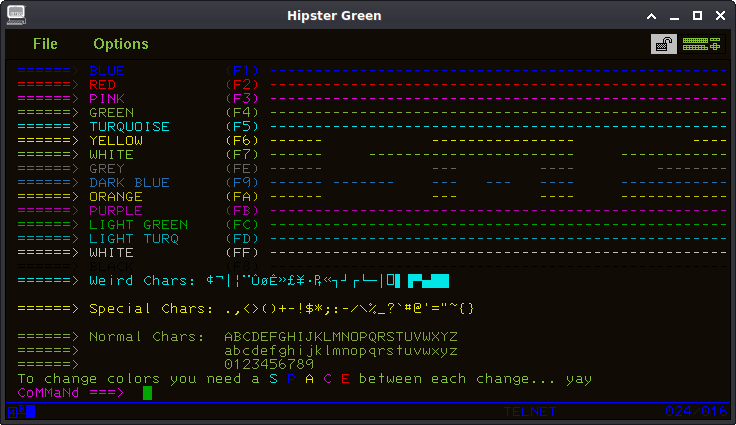 Hipster Green
File Options
======> BLUE (F1) ----------------------------------------------------
======> RED (F2) ----------------------------------------------------
======> PINK (F3) ----------------------------------------------------
======> GREEN (F4) ----------------------------------------------------
======> TURQUOISE (F5) ----------------------------------------------------
======> YELLOW (F6) ------ ------------- ----
======> WHITE (F7) ------ ------------------------ ------------
======> GREY (FE) --- --- ------------
======> DARK BLUE (F9) ------ ------- --- --- ---- ------------
======> ORANGE (FA) ------ --- --- ------------
======> PURPLE (FB) ----------------------------------------------------
======> LIGHT GREEN (FC) ----------------------------------------------------
======> LIGHT TURQ (FD) ----------------------------------------------------
======> WHITE (FF) ----------------------------------------------------
======> Weird Chars: ¢¬|¦¨ÛøÊ»£¥·₧«┐┘┌└─│
======> Special Chars: .,<>()+-!$*;:-/\%_?`#@'="~{}
======> Normal Chars: ABCDEFGHIJKLMNOPQRSTUVWXYZ
======> abcdefghijklmnopqrstuvwxyz
======> 0123456789
To change colors you need a S P A C E between each change... yay
CoMMaNd ===>
TELNET 024/016